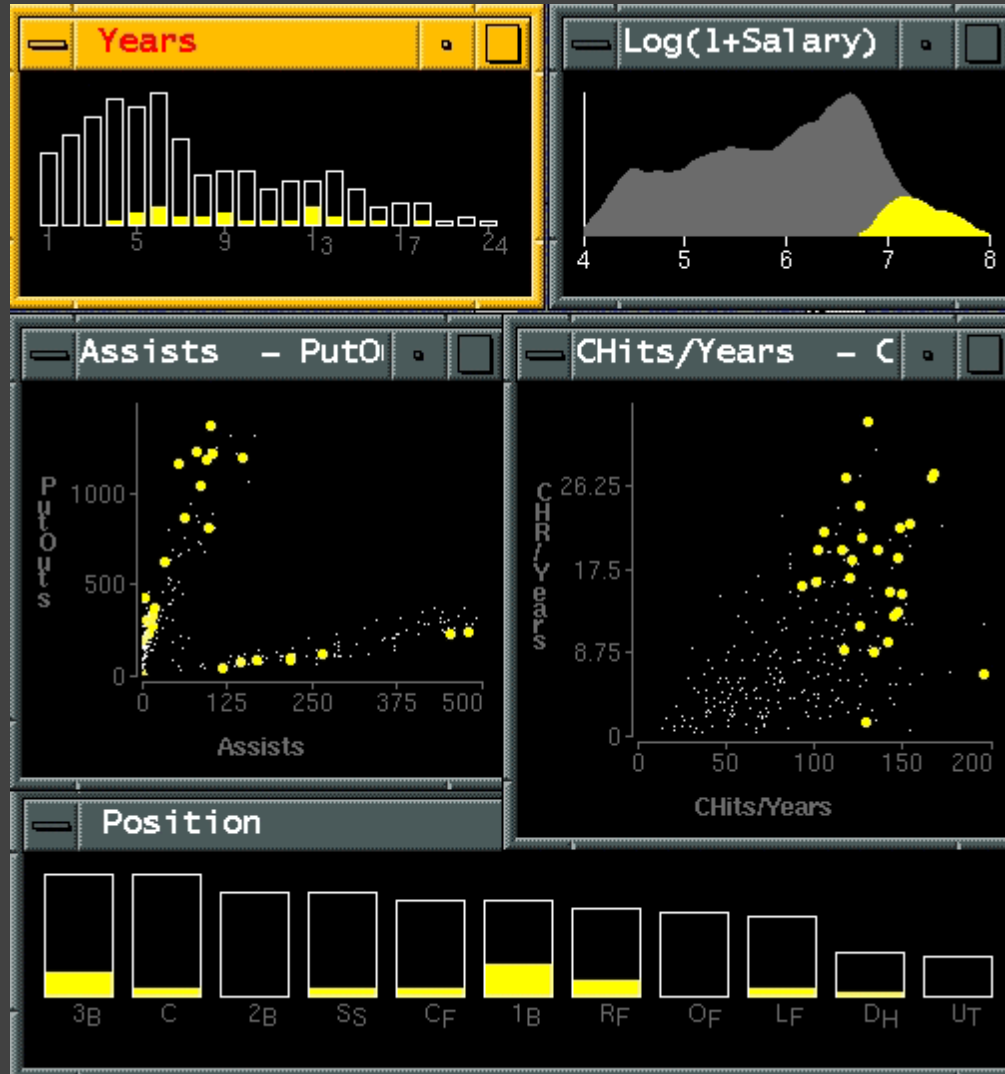 Years
Log(1+Salary)
1 5 9 13 17 24
4 5 6 7 8
Assists - PutO
CHits/Years - C
PutOuts
1000
500
0
0 125 250 375 500
Assists
CHR/Years
26.25
17.5
8.75
0
0 50 100 150 200
CHits/Years
Position
3B C 2B SS CF 1B RF OF LF DH UT